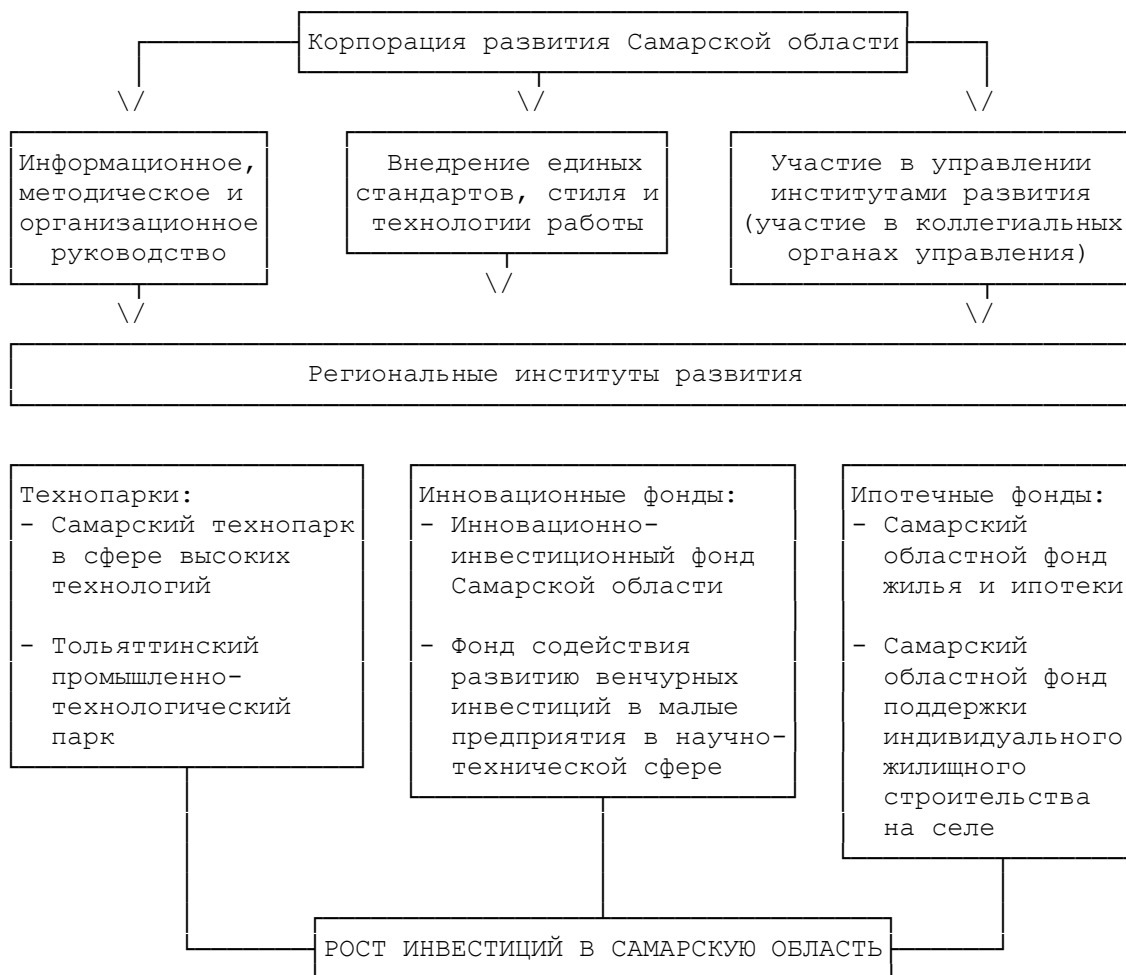 Корпорация развития Самарской области
Информационное,
методическое и
организационное
руководство
Внедрение единых
стандартов, стиля и
технологии работы
Участие в управлении
институтами развития
(участие в коллегиальных
органах управления)
Региональные институты развития
Технопарки:
- Самарский технопарк
в сфере высоких
технологий
- Тольяттинский
промышленно-
технологический
парк
Инновационные фонды:
- Инновационно-
инвестиционный фонд
Самарской области
- Фонд содействия
развитию венчурных
инвестиций в малые
предприятия в научно-
технической сфере
Ипотечные фонды:
- Самарский
областной фонд
жилья и ипотеки
- Самарский
областной фонд
поддержки
индивидуального
жилищного
строительства
на селе
РОСТ ИНВЕСТИЦИЙ В САМАРСКУЮ ОБЛАСТЬ